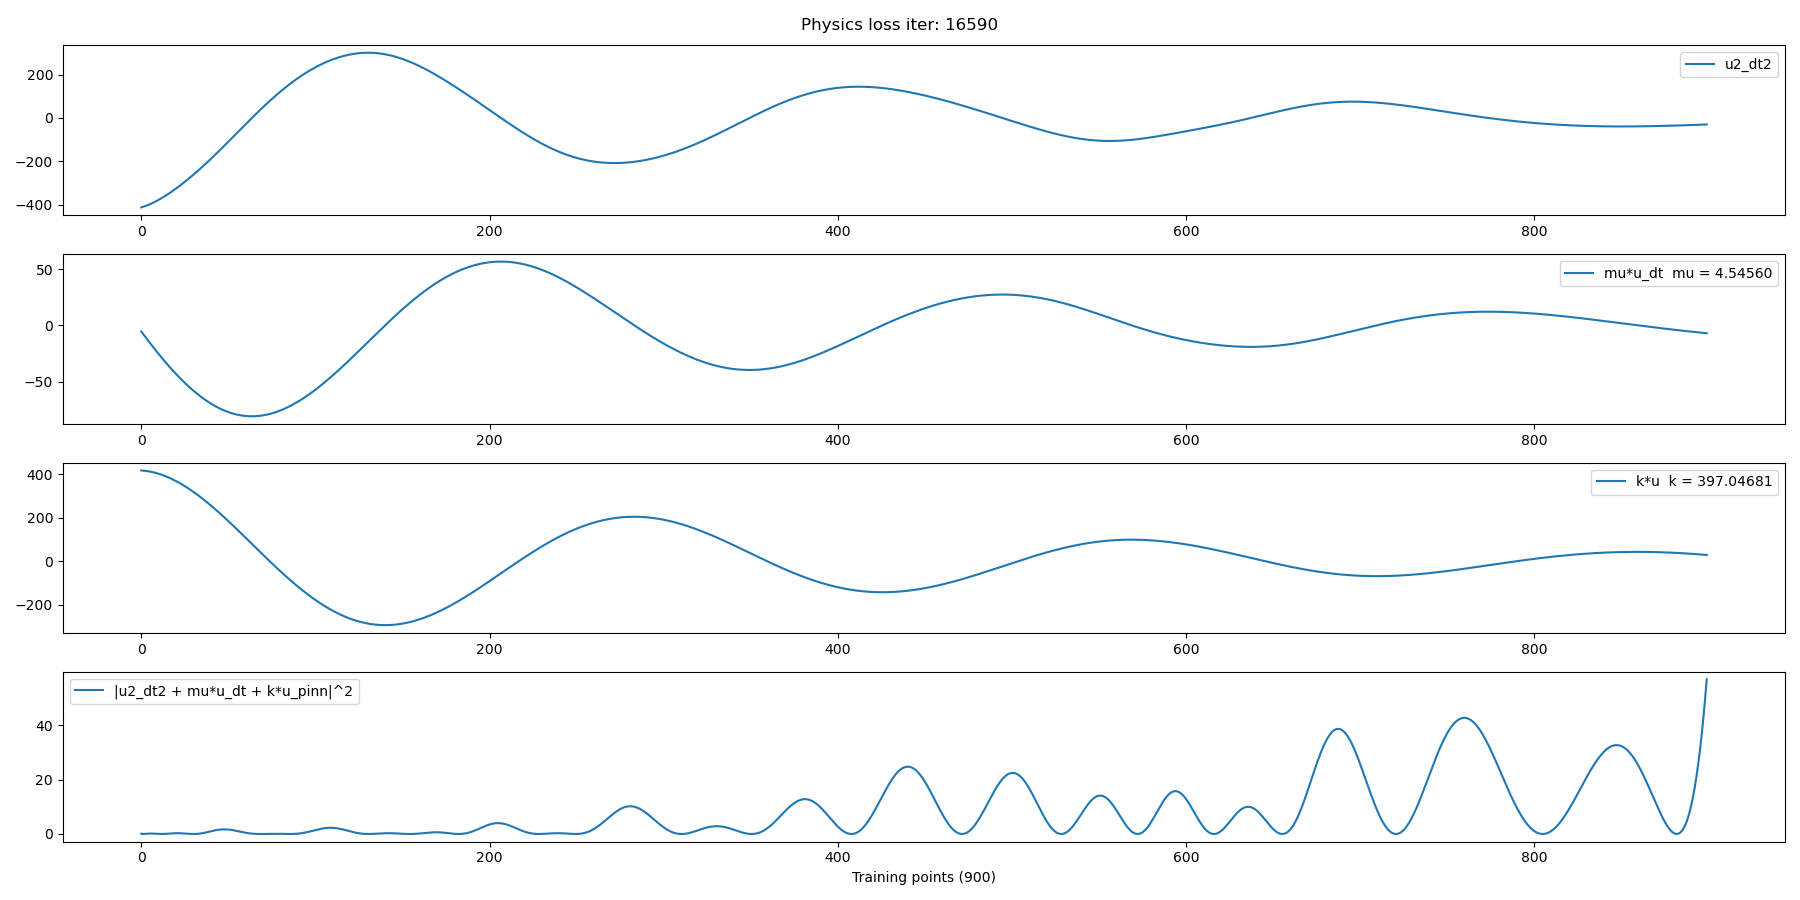 Physics loss iter: 16590
u2_dt2
200
0
−200
−400
0 200 400 600 800
mu*u_dt  mu = 4.54560
50
0
−50
0 200 400 600 800
k*u  k = 397.04681
400
200
0
−200
0 200 400 600 800
|u2_dt2 + mu*u_dt + k*u_pinn|^2
40
20
0
0 200 400 600 800
Training points (900)